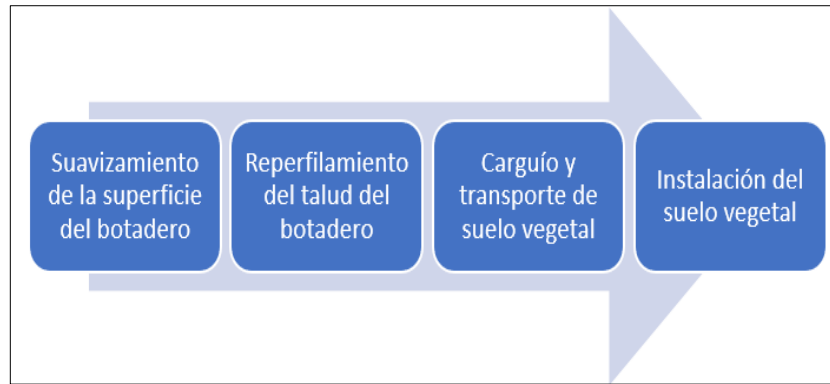 Suavizamiento
de la superficie
del botadero
Reperfilamiento
del talud del
botadero
Carguío y
transporte de
suelo vegetal
Instalación del
suelo vegetal